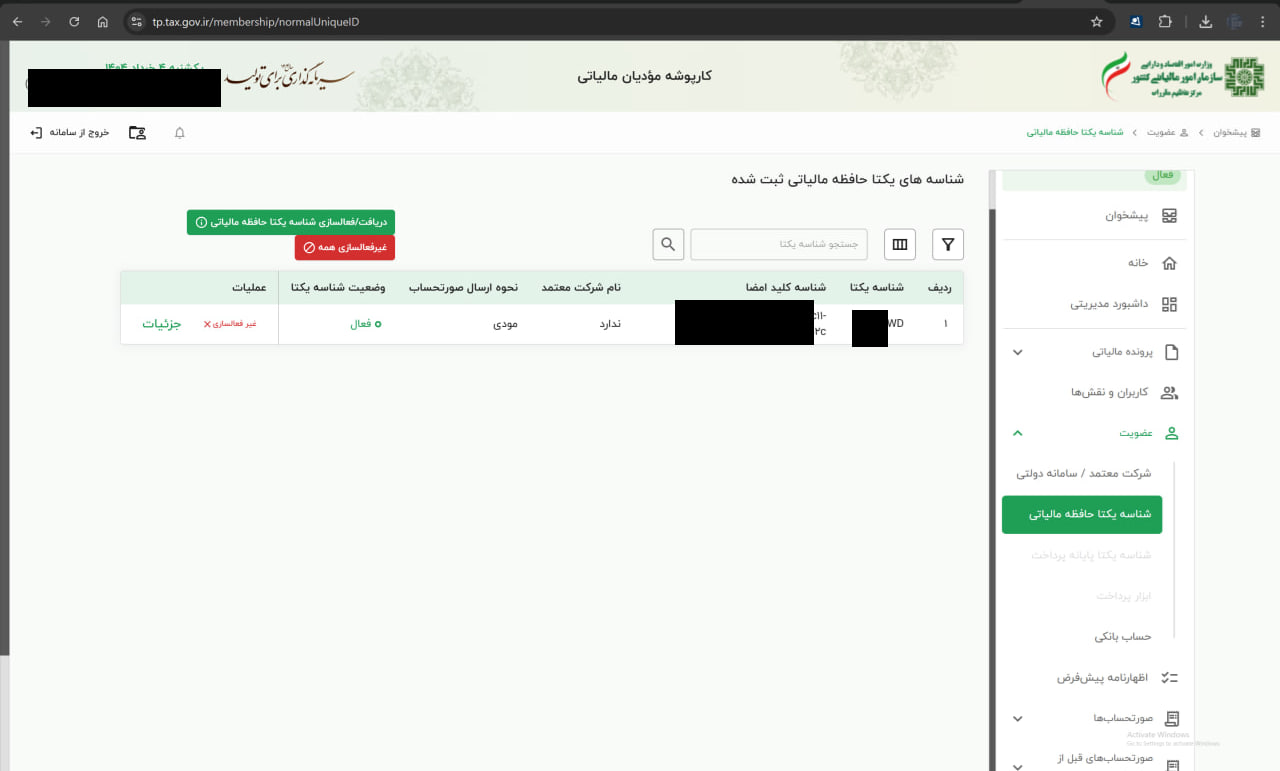 tp.tax.gov.ir/membership/normalUniqueID
وزارت امور اقتصاد و دارایی
سازمان امور مالیاتی کشور
مرکز تنظیم مقررات
کارپوشه مؤدیان مالیاتی
سرمایه‌گذاری برای تولید
یکشنبه ۴ خرداد ۱۴۰۴
پیشخوان
عضویت
شناسه یکتا حافظه مالیاتی
خروج از سامانه
فعال
پیشخوان
خانه
داشبورد مدیریتی
پرونده مالیاتی
کاربران و نقش‌ها
عضویت
شرکت معتمد / سامانه دولتی
شناسه یکتا حافظه مالیاتی
شناسه یکتا پایانه پرداخت
ابزار پرداخت
حساب بانکی
اظهارنامه پیش‌فرض
صورتحساب‌ها
صورتحساب‌های قبل از
شناسه های یکتا حافظه مالیاتی ثبت شده
دریافت/فعالسازی شناسه یکتا حافظه مالیاتی
غیرفعالسازی همه
جستجو شناسه یکتا
ردیف شناسه یکتا شناسه کلید امضا نام شرکت معتمد نحوه ارسال صورتحساب وضعیت شناسه یکتا عملیات
۱ WD ندارد مودی فعال غیر فعالسازی جزئیات
Activate Windows
Go to Settings to activate Windows